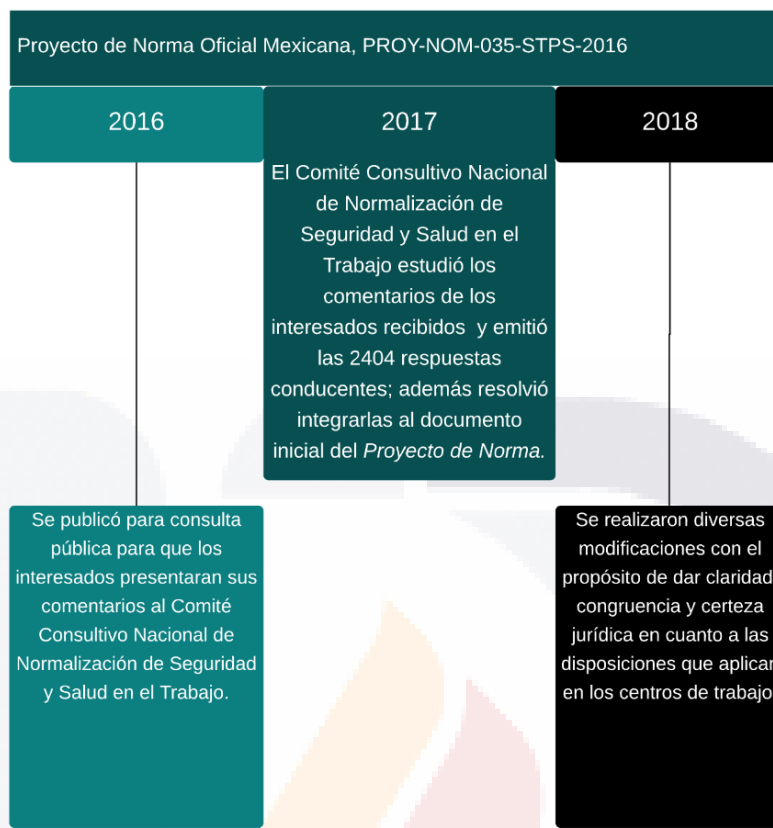 Proyecto de Norma Oficial Mexicana, PROY-NOM-035-STPS-2016
2016
Se publicó para consulta
pública para que los
interesados presentaran sus
comentarios al Comité
Consultivo Nacional de
Normalización de Seguridad
y Salud en el Trabajo.
2017
El Comité Consultivo Nacional
de Normalización de
Seguridad y Salud en el
Trabajo estudió los
comentarios de los
interesados recibidos y emitió
las 2404 respuestas
conducentes; además resolvió
integrarlas al documento
inicial del Proyecto de Norma.
2018
Se realizaron diversas
modificaciones con el
propósito de dar claridad
congruencia y certeza
jurídica en cuanto a las
disposiciones que aplican
en los centros de trabajo